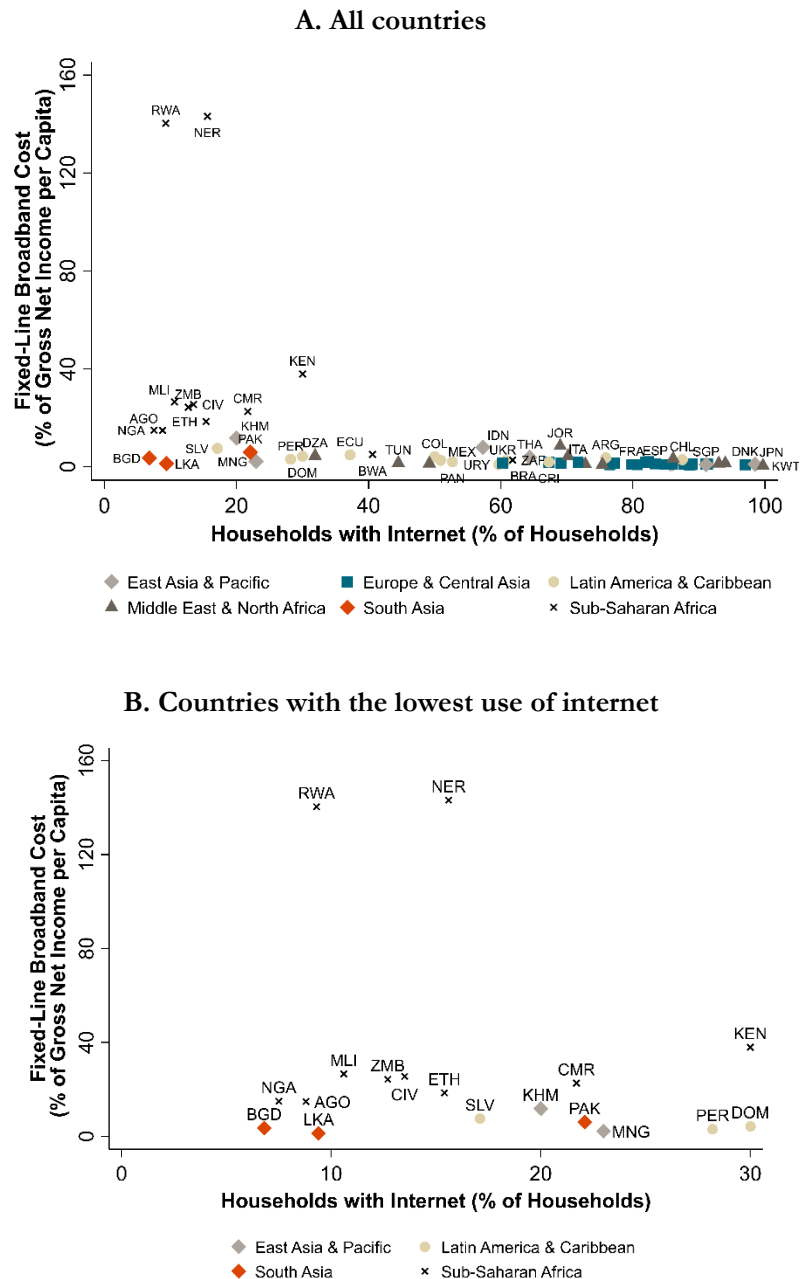 A. All countries
Fixed-Line Broadband Cost
(% of Gross Net Income per Capita)
160
120
80
40
0
RWA
NER
KEN
MLI
ZMB
CIV
CMR
AGO
NGA
ETH
KHM
PAK
BGD
LKA
SLV
MNG
PER
DOM
DZA
ECU
BWA
TUN
COL
PAN
MEX
URY
IDN
UKR
BRA
THA
ZAF
CRI
JOR
ITA
ARG
FRA
ESP
CHL
SGP
DNK
JPN
KWT
0 20 40 60 80 100
Households with Internet (% of Households)
East Asia & Pacific Europe & Central Asia Latin America & Caribbean
Middle East & North Africa South Asia Sub-Saharan Africa
B. Countries with the lowest use of internet
Fixed-Line Broadband Cost
(% of Gross Net Income per Capita)
160
120
80
40
0
RWA
NER
KEN
MLI
ZMB
CIV
CMR
NGA
AGO
ETH
KHM
PAK
BGD
LKA
SLV
MNG
PER
DOM
0 10 20 30
Households with Internet (% of Households)
East Asia & Pacific Latin America & Caribbean
South Asia Sub-Saharan Africa